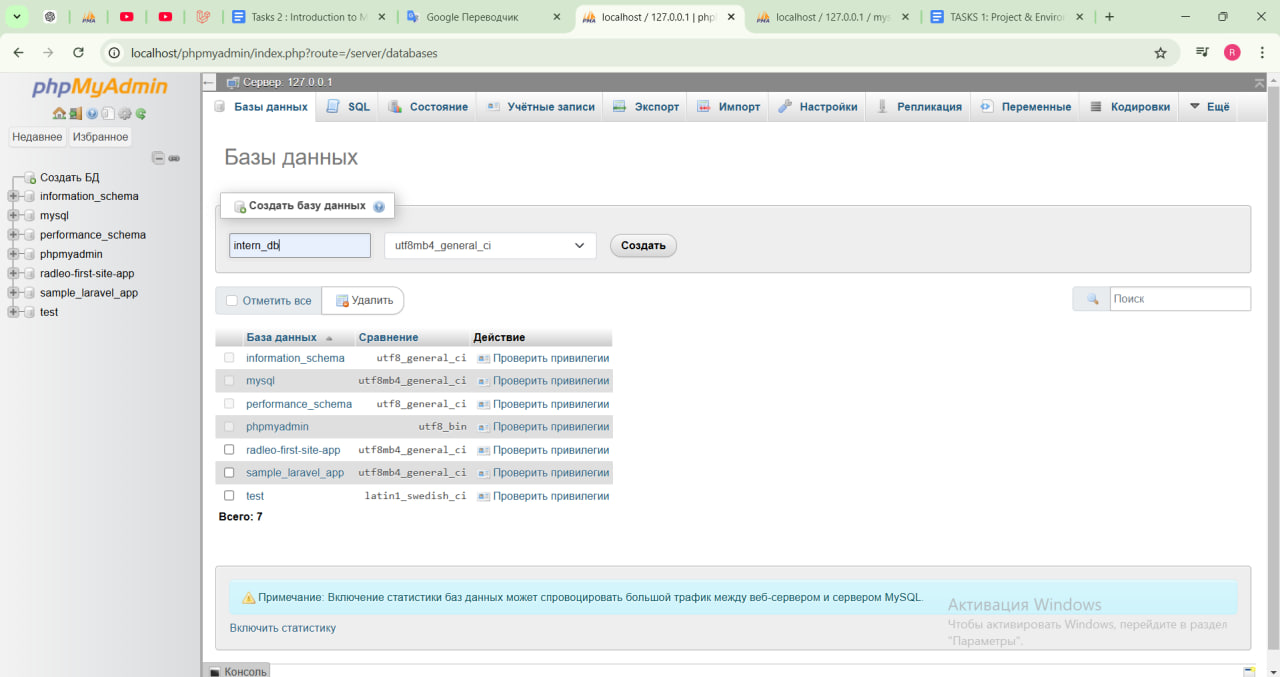 Tasks 2 : Introduction to M
Google Переводчик
localhost / 127.0.0.1 | php
localhost / 127.0.0.1 / mys
TASKS 1: Project & Enviro
localhost/phpmyadmin/index.php?route=/server/databases
R
phpMyAdmin
Недавнее Избранное
Создать БД
information_schema
mysql
performance_schema
phpmyadmin
radleo-first-site-app
sample_laravel_app
test
Сервер: 127.0.0.1
Базы данных SQL Состояние Учётные записи Экспорт Импорт Настройки Репликация Переменные Кодировки Ещё
Базы данных
Создать базу данных
intern_db utf8mb4_general_ci Создать
Отметить все Удалить Поиск
База данных Сравнение Действие
information_schema utf8_general_ci Проверить привилегии
mysql utf8mb4_general_ci Проверить привилегии
performance_schema utf8_general_ci Проверить привилегии
phpmyadmin utf8_bin Проверить привилегии
radleo-first-site-app utf8mb4_general_ci Проверить привилегии
sample_laravel_app utf8mb4_general_ci Проверить привилегии
test latin1_swedish_ci Проверить привилегии
Всего: 7
Примечание: Включение статистики баз данных может спровоцировать большой трафик между веб-сервером и сервером MySQL.
Включить статистику
Активация Windows
Чтобы активировать Windows, перейдите в раздел
"Параметры".
Консоль